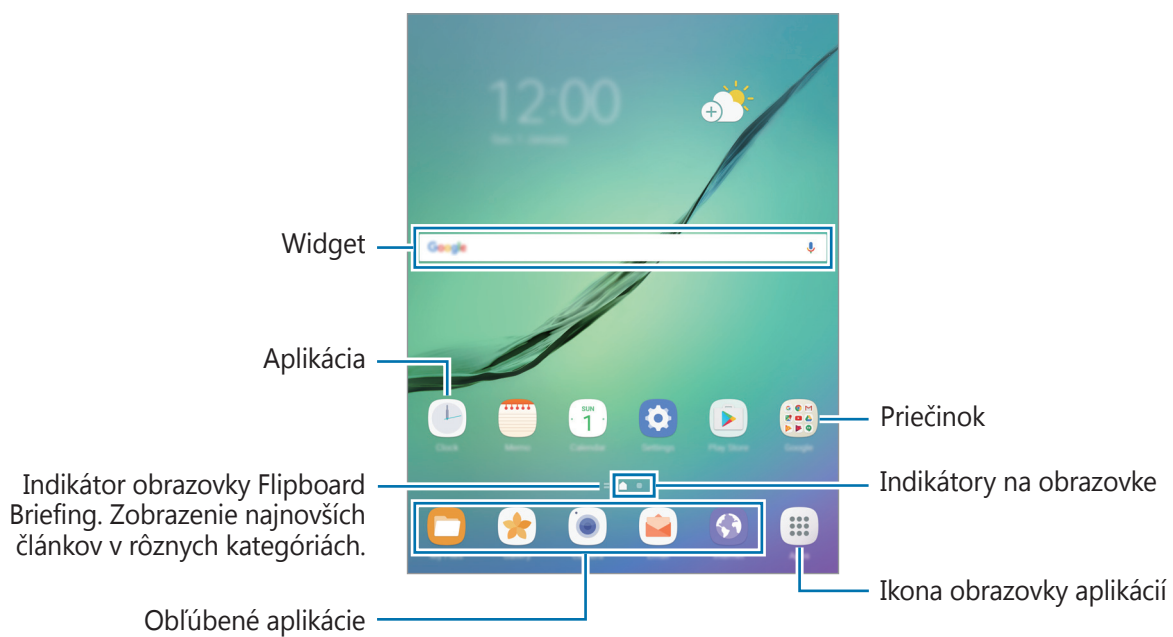 12:00
Widget
Google
Aplikácia
SUN
1
Priečinok
Clock
Memo
Calendar
Settings
Play Store
Google
Indikátor obrazovky Flipboard
Briefing. Zobrazenie najnovších
článkov v rôznych kategóriách.
Indikátory na obrazovke
Ikona obrazovky aplikácií
Obľúbené aplikácie